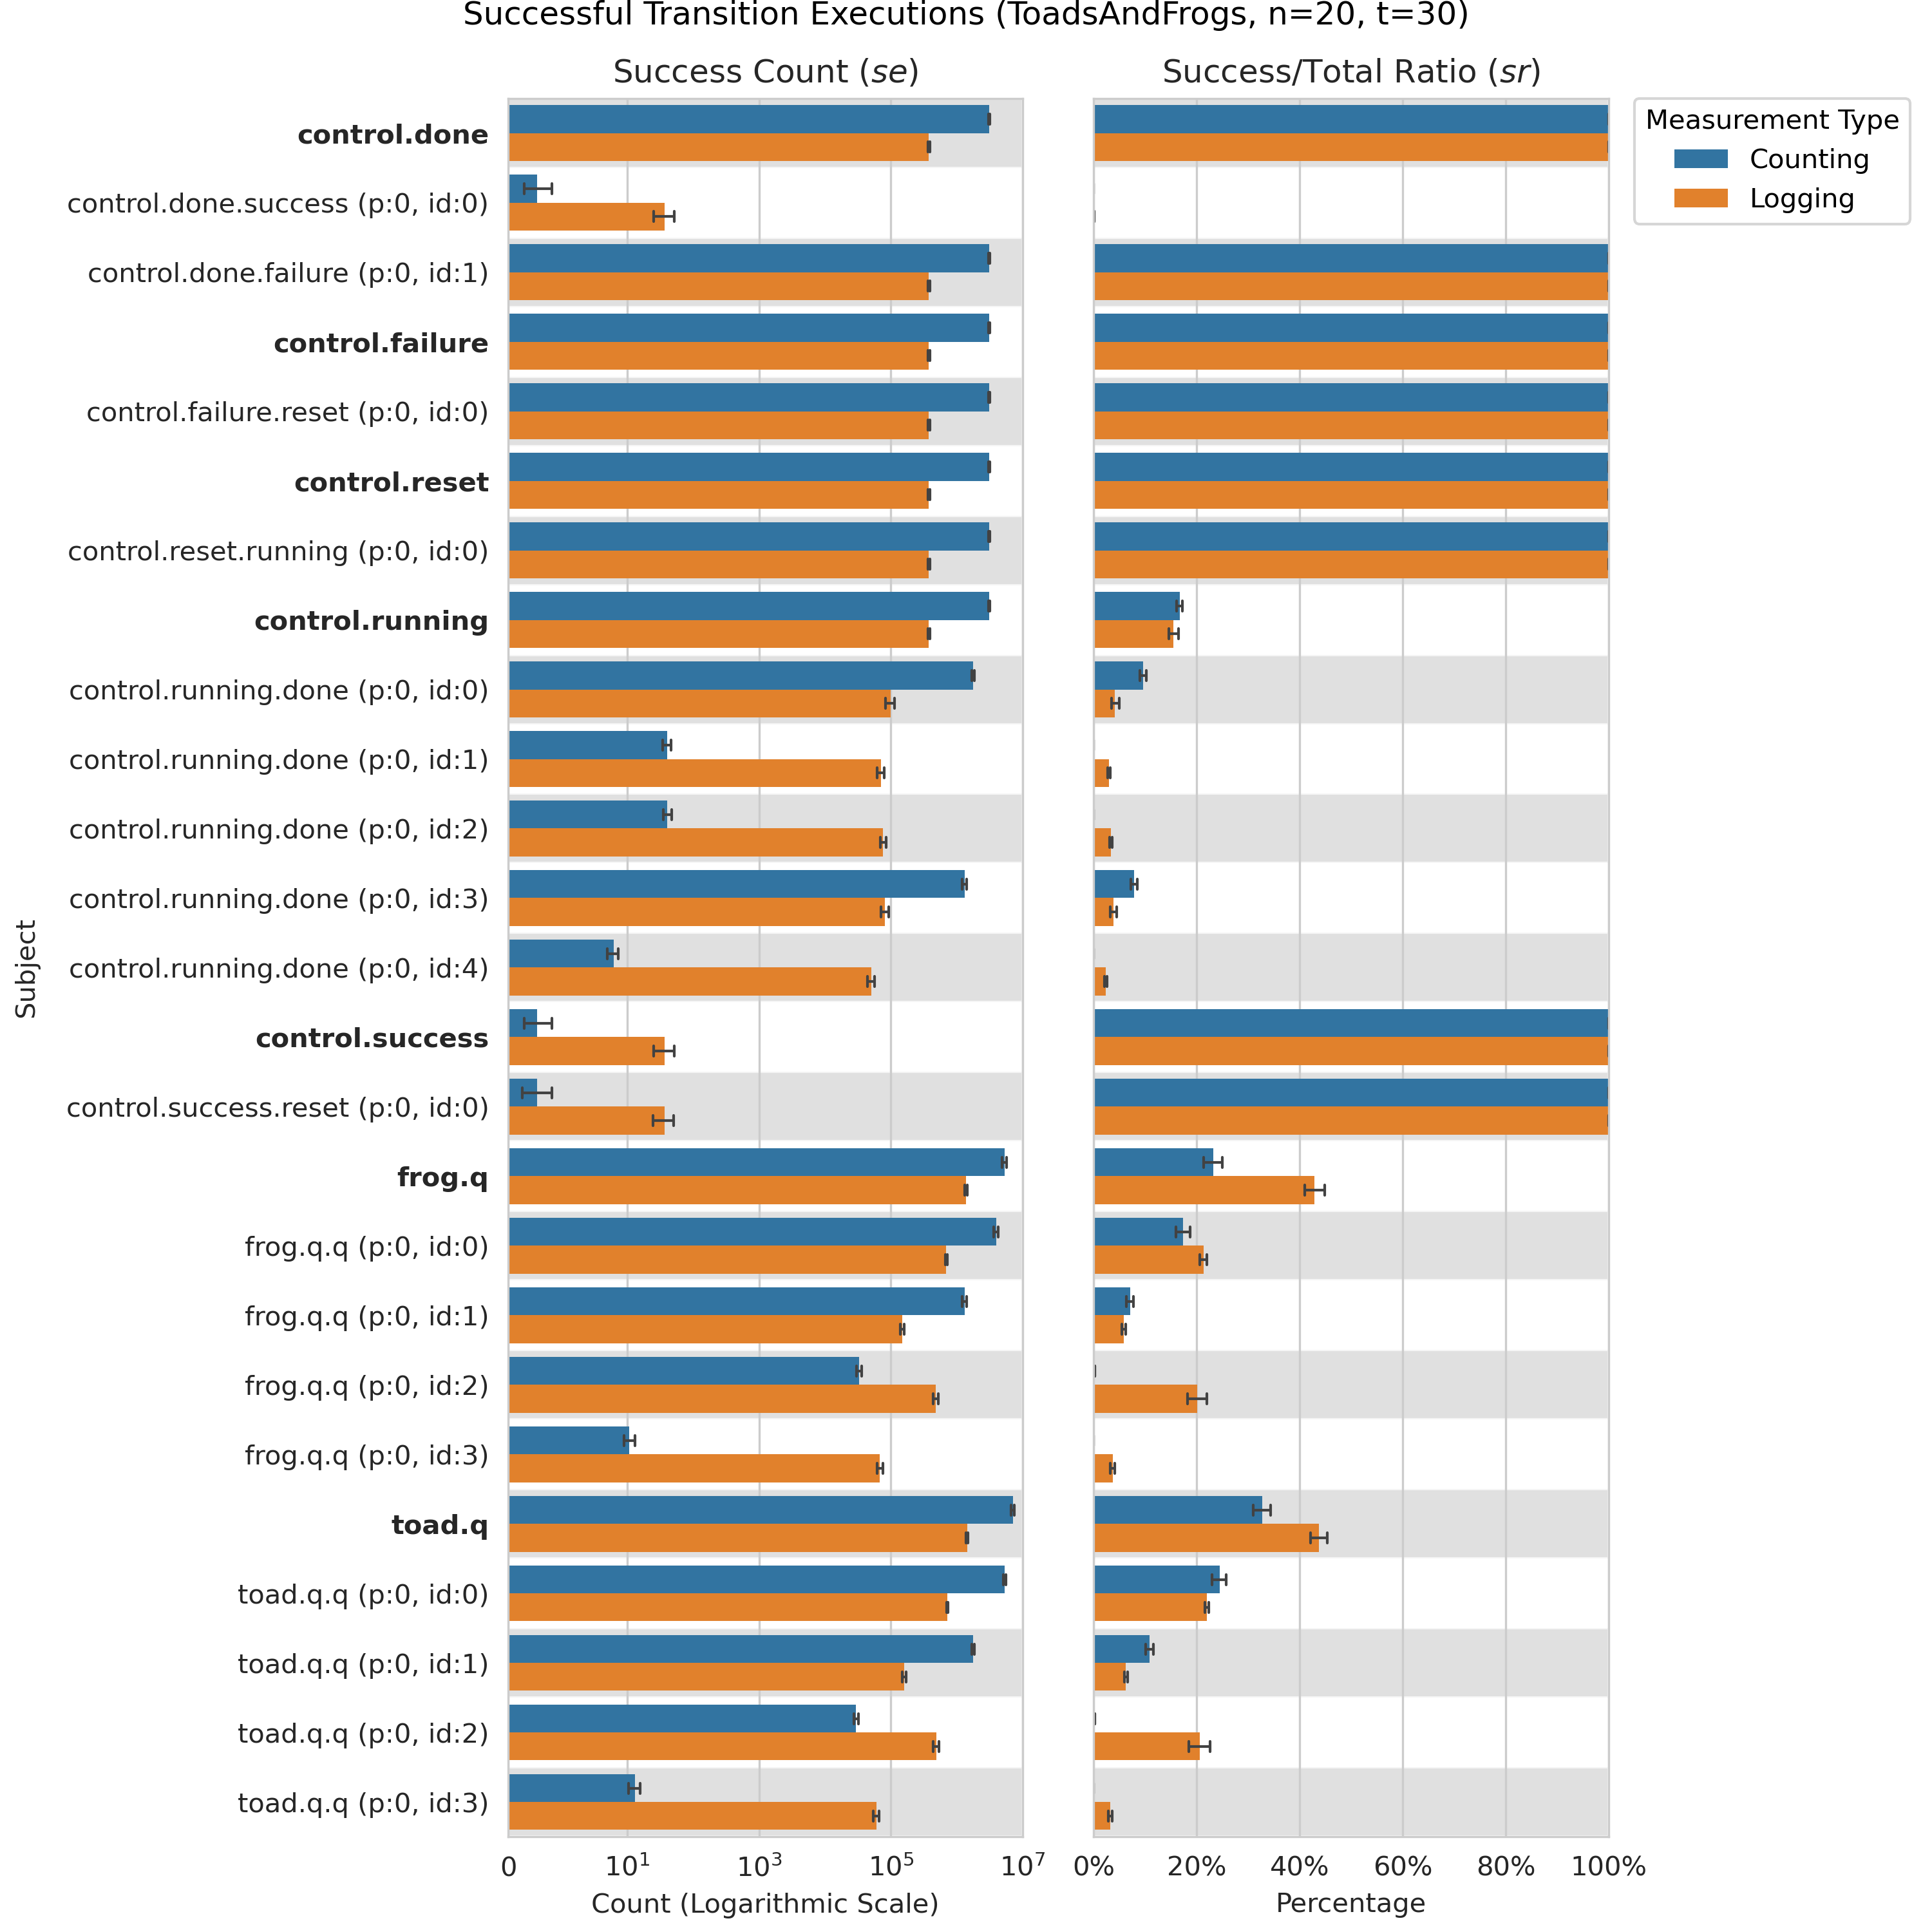 Successful Transition Executions (ToadsAndFrogs, n=20, t=30)
Success Count (se)
Success/Total Ratio (sr)
Measurement Type
Counting
Logging
Subject
control.done
control.done.success (p:0, id:0)
control.done.failure (p:0, id:1)
control.failure
control.failure.reset (p:0, id:0)
control.reset
control.reset.running (p:0, id:0)
control.running
control.running.done (p:0, id:0)
control.running.done (p:0, id:1)
control.running.done (p:0, id:2)
control.running.done (p:0, id:3)
control.running.done (p:0, id:4)
control.success
control.success.reset (p:0, id:0)
frog.q
frog.q.q (p:0, id:0)
frog.q.q (p:0, id:1)
frog.q.q (p:0, id:2)
frog.q.q (p:0, id:3)
toad.q
toad.q.q (p:0, id:0)
toad.q.q (p:0, id:1)
toad.q.q (p:0, id:2)
toad.q.q (p:0, id:3)
0 10¹ 10³ 10⁵ 10⁷
Count (Logarithmic Scale)
0% 20% 40% 60% 80% 100%
Percentage